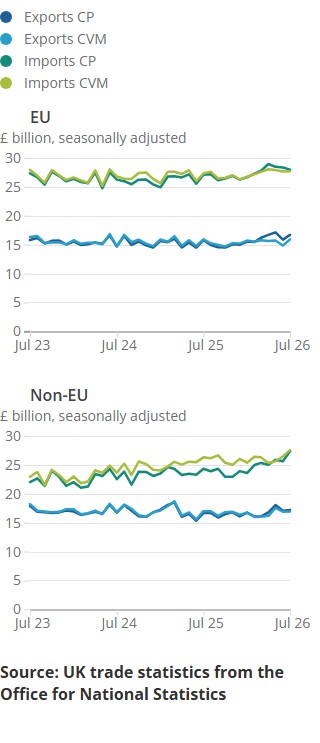 Exports CP
Exports CVM
Imports CP
Imports CVM
EU
£ billion, seasonally adjusted
30
25
20
15
10
5
0
Jul 23 Jul 24 Jul 25 Jul 26
Non-EU
£ billion, seasonally adjusted
30
25
20
15
10
5
0
Jul 23 Jul 24 Jul 25 Jul 26
Source: UK trade statistics from the
Office for National Statistics